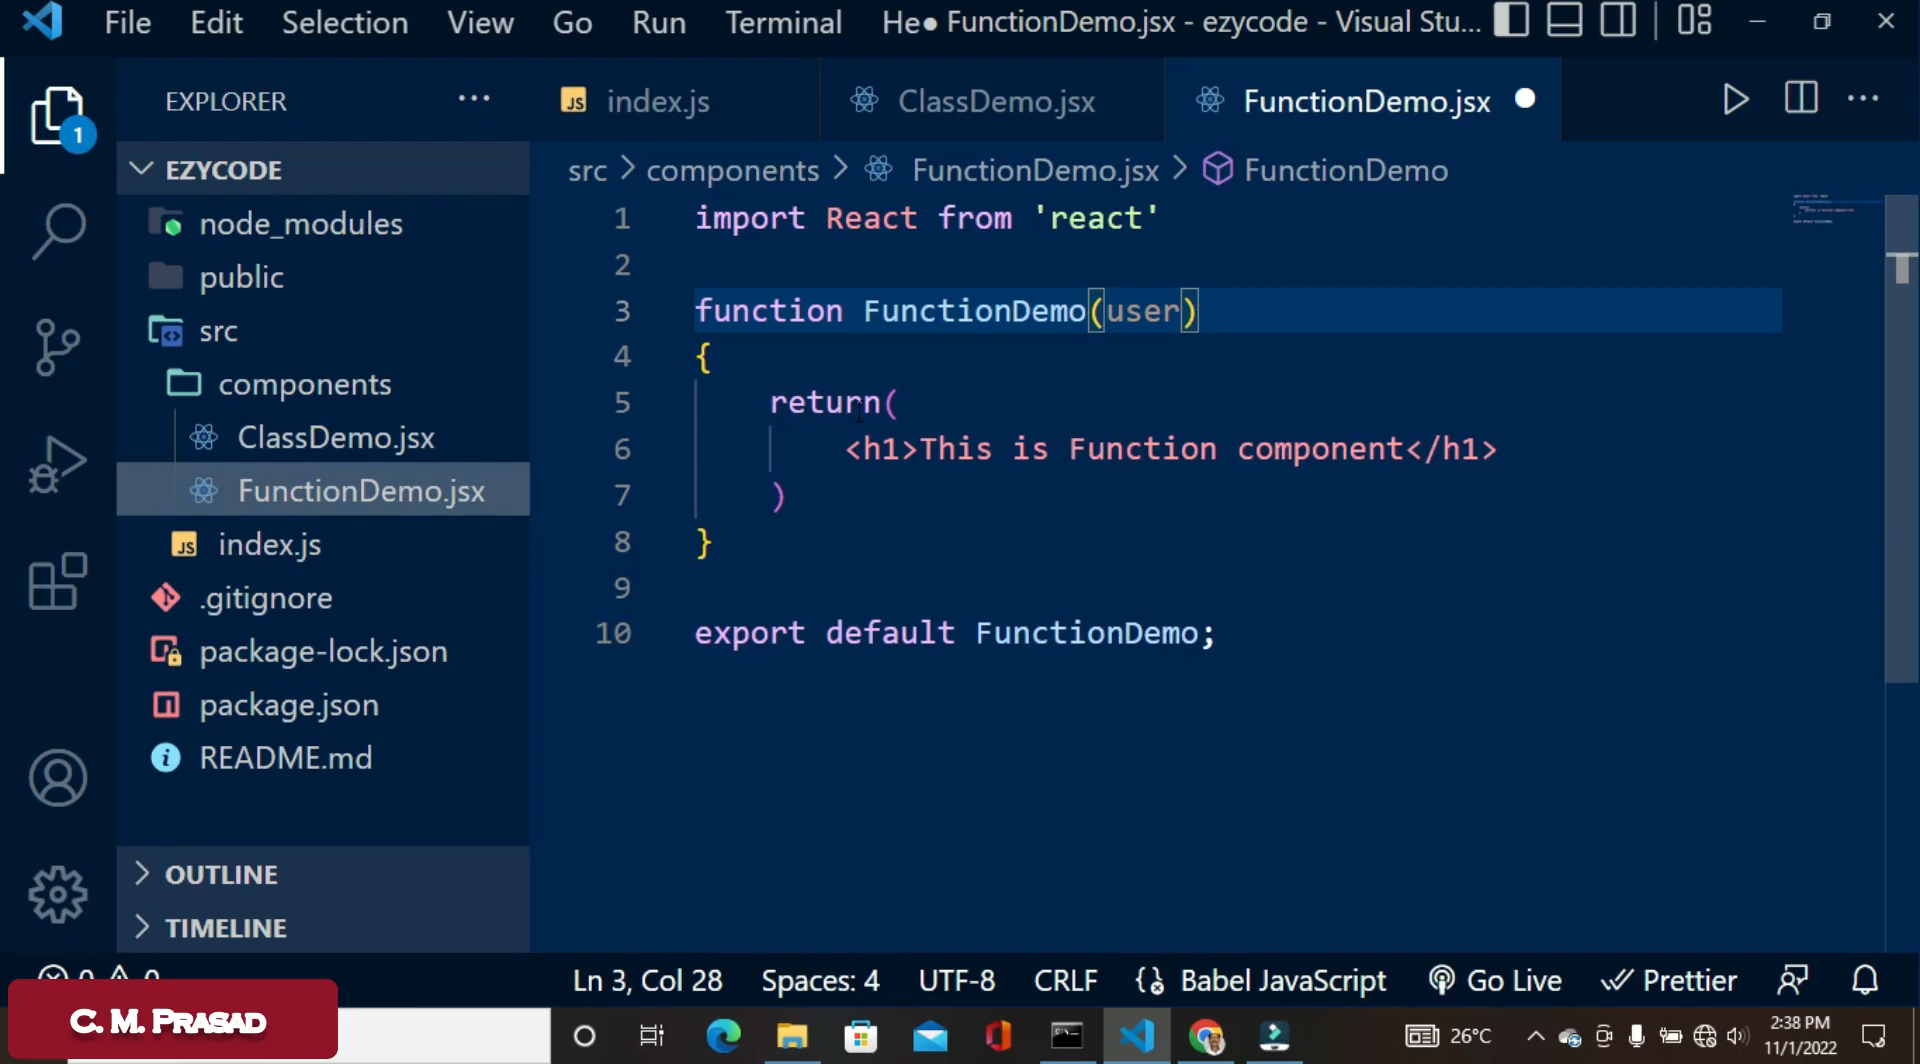 File Edit Selection View Go Run Terminal He● FunctionDemo.jsx - ezycode - Visual Stu...
EXPLORER ...
index.js
ClassDemo.jsx
FunctionDemo.jsx
1
EZYCODE
node_modules
public
src
components
ClassDemo.jsx
FunctionDemo.jsx
index.js
.gitignore
package-lock.json
package.json
README.md
OUTLINE
TIMELINE
src > components > FunctionDemo.jsx > FunctionDemo
1 import React from 'react'
2
3 function FunctionDemo(user)
4 {
5 return(
6 <h1>This is Function component</h1>
7 )
8 }
9
10 export default FunctionDemo;
0 0
Ln 3, Col 28 Spaces: 4 UTF-8 CRLF Babel JavaScript Go Live Prettier
C. M. PRASAD
26°C
2:38 PM
11/1/2022